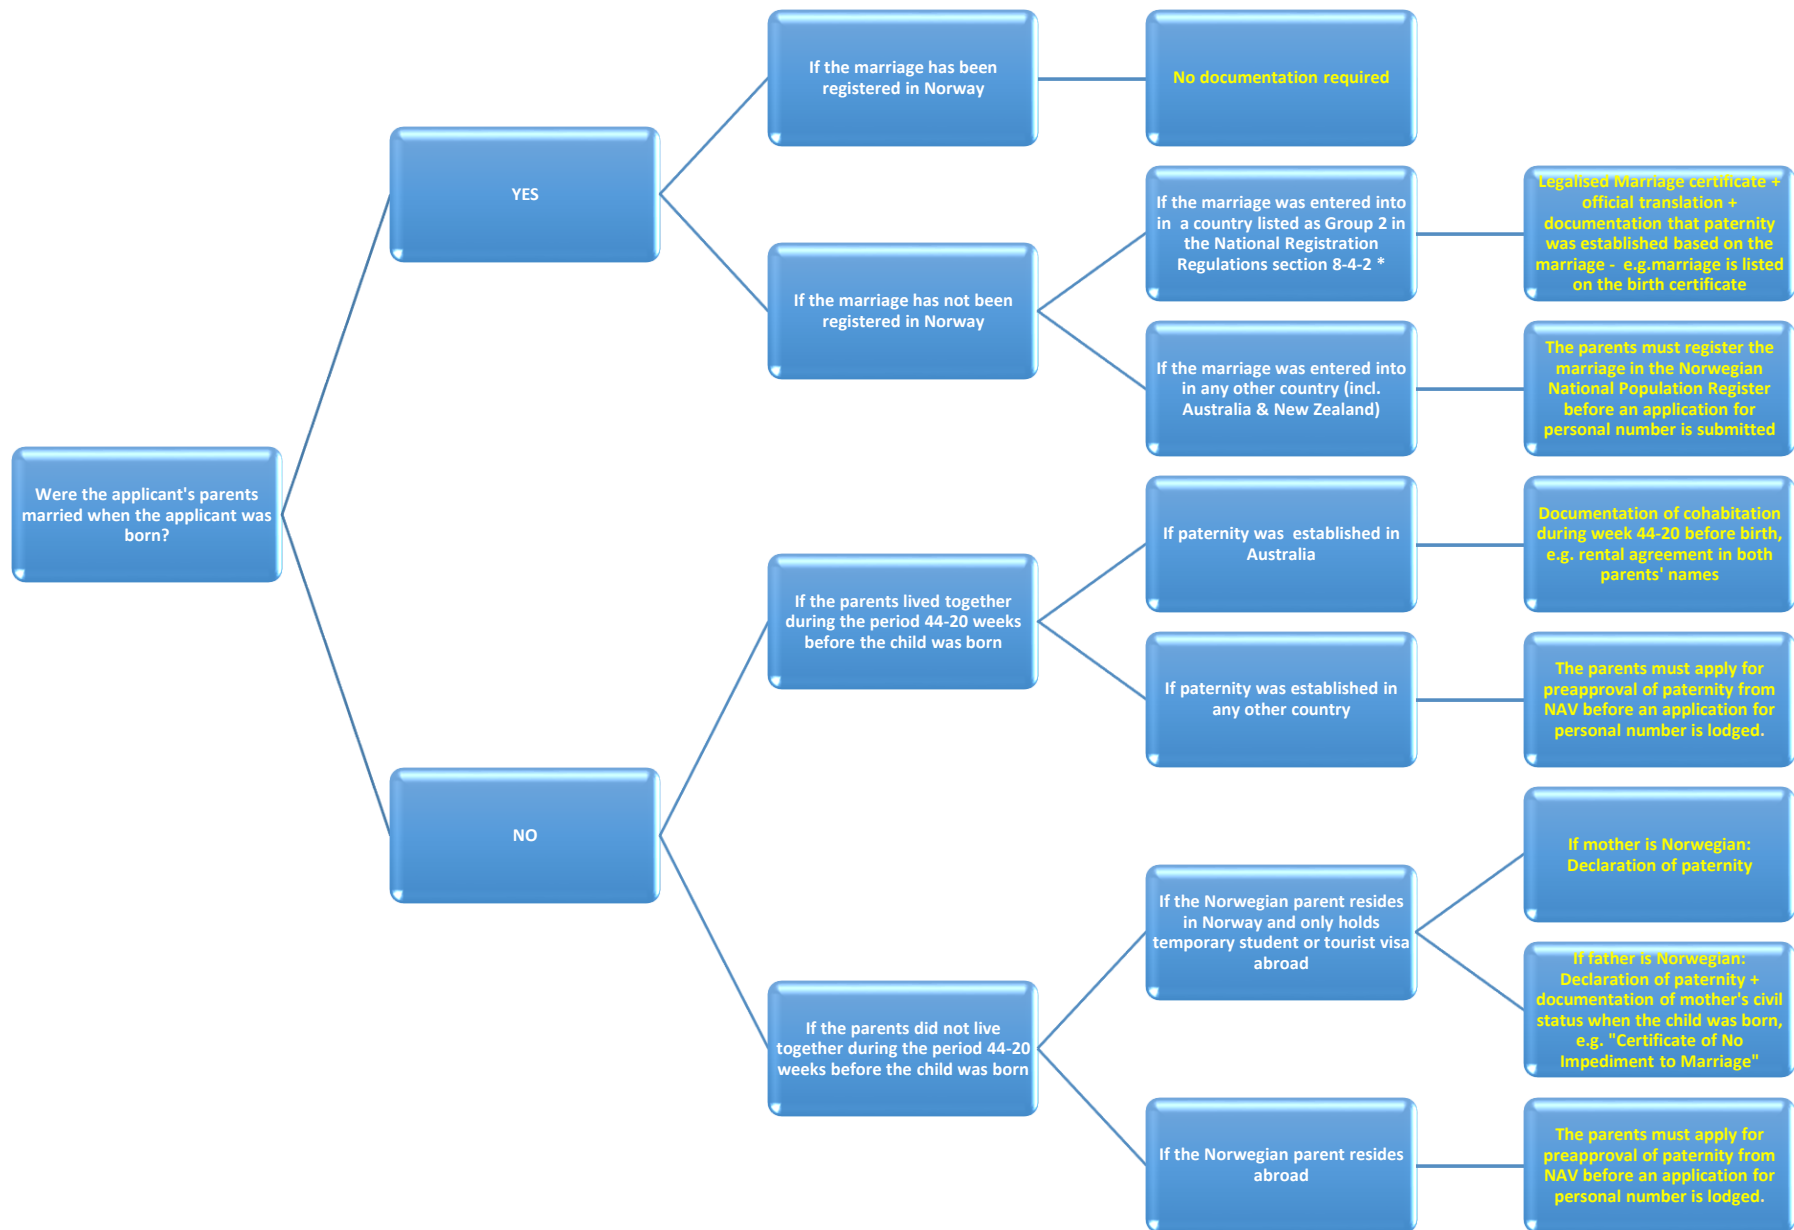 Were the applicant's parents
married when the applicant was
born?
YES
If the marriage has been
registered in Norway
No documentation required
If the marriage has not been
registered in Norway
If the marriage was entered into
in a country listed as Group 2 in
the National Registration
Regulations section 8-4-2 *
Legalised Marriage certificate +
official translation +
documentation that paternity
was established based on the
marriage - e.g.marriage is listed
on the birth certificate
If the marriage was entered into
in any other country (incl.
Australia & New Zealand)
The parents must register the
marriage in the Norwegian
National Population Register
before an application for
personal number is submitted
NO
If the parents lived together
during the period 44-20 weeks
before the child was born
If paternity was established in
Australia
Documentation of cohabitation
during week 44-20 before birth,
e.g. rental agreement in both
parents' names
If paternity was established in
any other country
The parents must apply for
preapproval of paternity from
NAV before an application for
personal number is lodged.
If the parents did not live
together during the period 44-20
weeks before the child was born
If the Norwegian parent resides
in Norway and only holds
temporary student or tourist visa
abroad
If mother is Norwegian:
Declaration of paternity
If father is Norwegian:
Declaration of paternity +
documentation of mother's civil
status when the child was born,
e.g. "Certificate of No
Impediment to Marriage"
If the Norwegian parent resides
abroad
The parents must apply for
preapproval of paternity from
NAV before an application for
personal number is lodged.